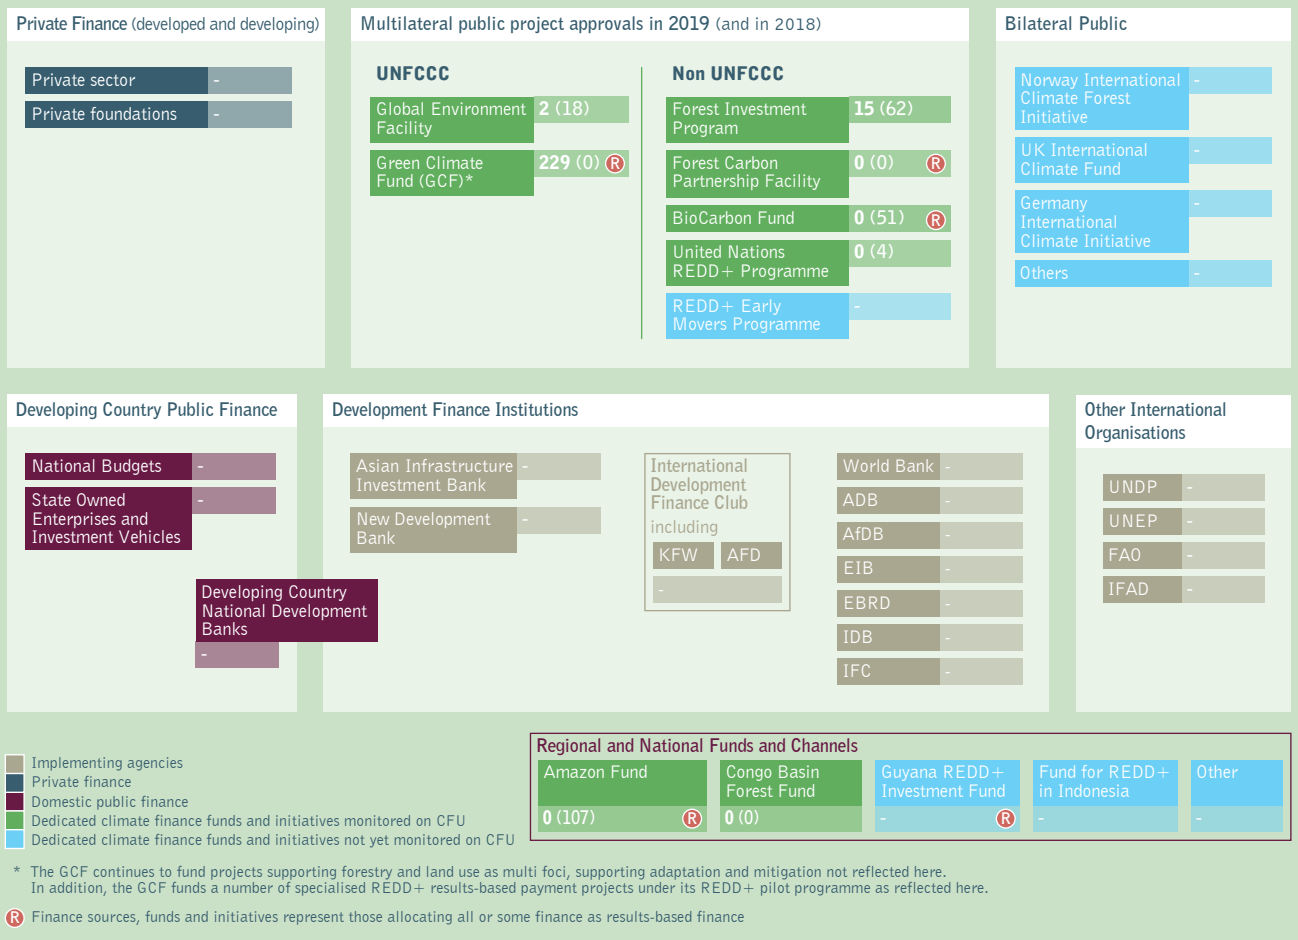 Private Finance (developed and developing)
Private sector -
Private foundations -
Multilateral public project approvals in 2019 (and in 2018)
UNFCCC
Global Environment
Facility
2 (18)
Green Climate
Fund (GCF)*
229 (0) R
Non UNFCCC
Forest Investment
Program
15 (62)
Forest Carbon
Partnership Facility
0 (0) R
BioCarbon Fund 0 (51) R
United Nations
REDD+ Programme
0 (4)
REDD+ Early
Movers Programme
-
Bilateral Public
Norway International
Climate Forest
Initiative
-
UK International
Climate Fund
-
Germany
International
Climate Initiative
-
Others -
Developing Country Public Finance
National Budgets -
State Owned
Enterprises and
Investment Vehicles
-
Developing Country
National Development
Banks
-
Development Finance Institutions
Asian Infrastructure
Investment Bank
-
New Development
Bank
-
International
Development
Finance Club
including
KFW AFD
-
World Bank -
ADB -
AfDB -
EIB -
EBRD -
IDB -
IFC -
Other International
Organisations
UNDP -
UNEP -
FAO -
IFAD -
Implementing agencies
Private finance
Domestic public finance
Dedicated climate finance funds and initiatives monitored on CFU
Dedicated climate finance funds and initiatives not yet monitored on CFU
Regional and National Funds and Channels
Amazon Fund
0 (107) R
Congo Basin
Forest Fund
0 (0)
Guyana REDD+
Investment Fund
- R
Fund for REDD+
in Indonesia
-
Other
-
* The GCF continues to fund projects supporting forestry and land use as multi foci, supporting adaptation and mitigation not reflected here.
In addition, the GCF funds a number of specialised REDD+ results-based payment projects under its REDD+ pilot programme as reflected here.
R Finance sources, funds and initiatives represent those allocating all or some finance as results-based finance